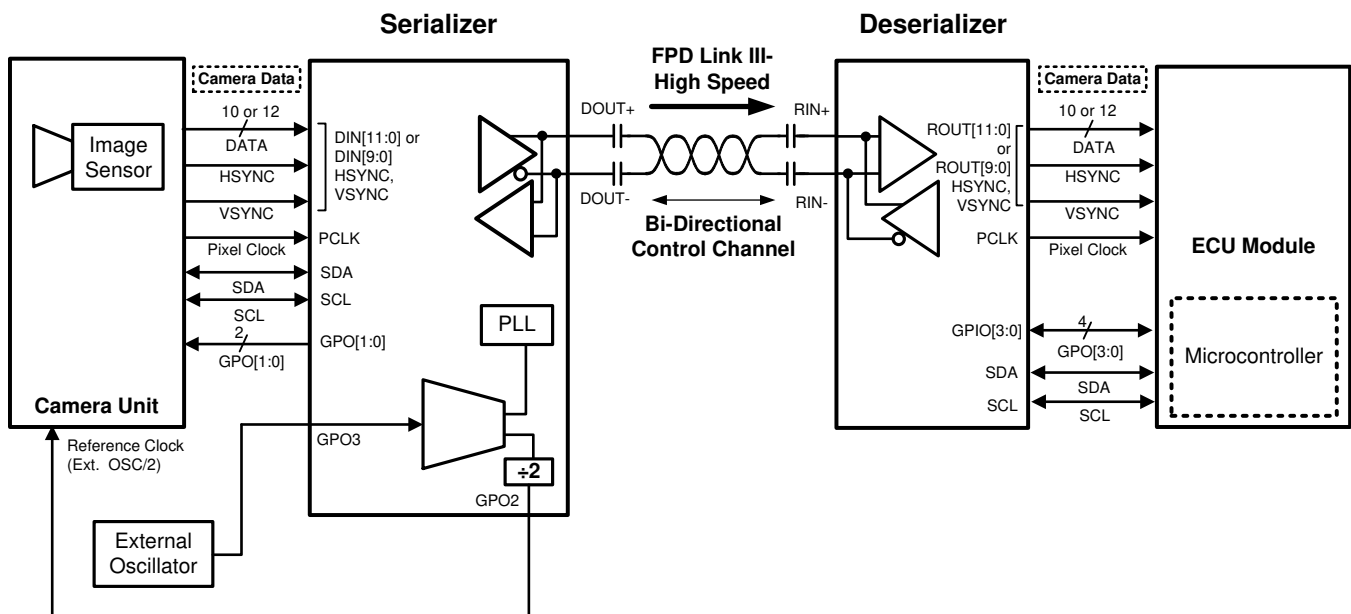 Serializer
Deserializer
FPD Link III-
High Speed
Camera Data
Camera Data
10 or 12
DATA
HSYNC
VSYNC
Pixel Clock
SDA
SCL
2
GPO[1:0]
Image
Sensor
Camera Unit
DIN[11:0] or
DIN[9:0]
HSYNC,
VSYNC
PCLK
SDA
SCL
GPO[1:0]
PLL
GPO3
÷2
GPO2
Reference Clock
(Ext. OSC/2)
External
Oscillator
DOUT+
DOUT-
RIN+
RIN-
Bi-Directional
Control Channel
ROUT[11:0]
or
ROUT[9:0]
HSYNC,
VSYNC
PCLK
GPIO[3:0]
SDA
SCL
10 or 12
DATA
HSYNC
VSYNC
Pixel Clock
4
GPO[3:0]
SDA
SCL
ECU Module
Microcontroller